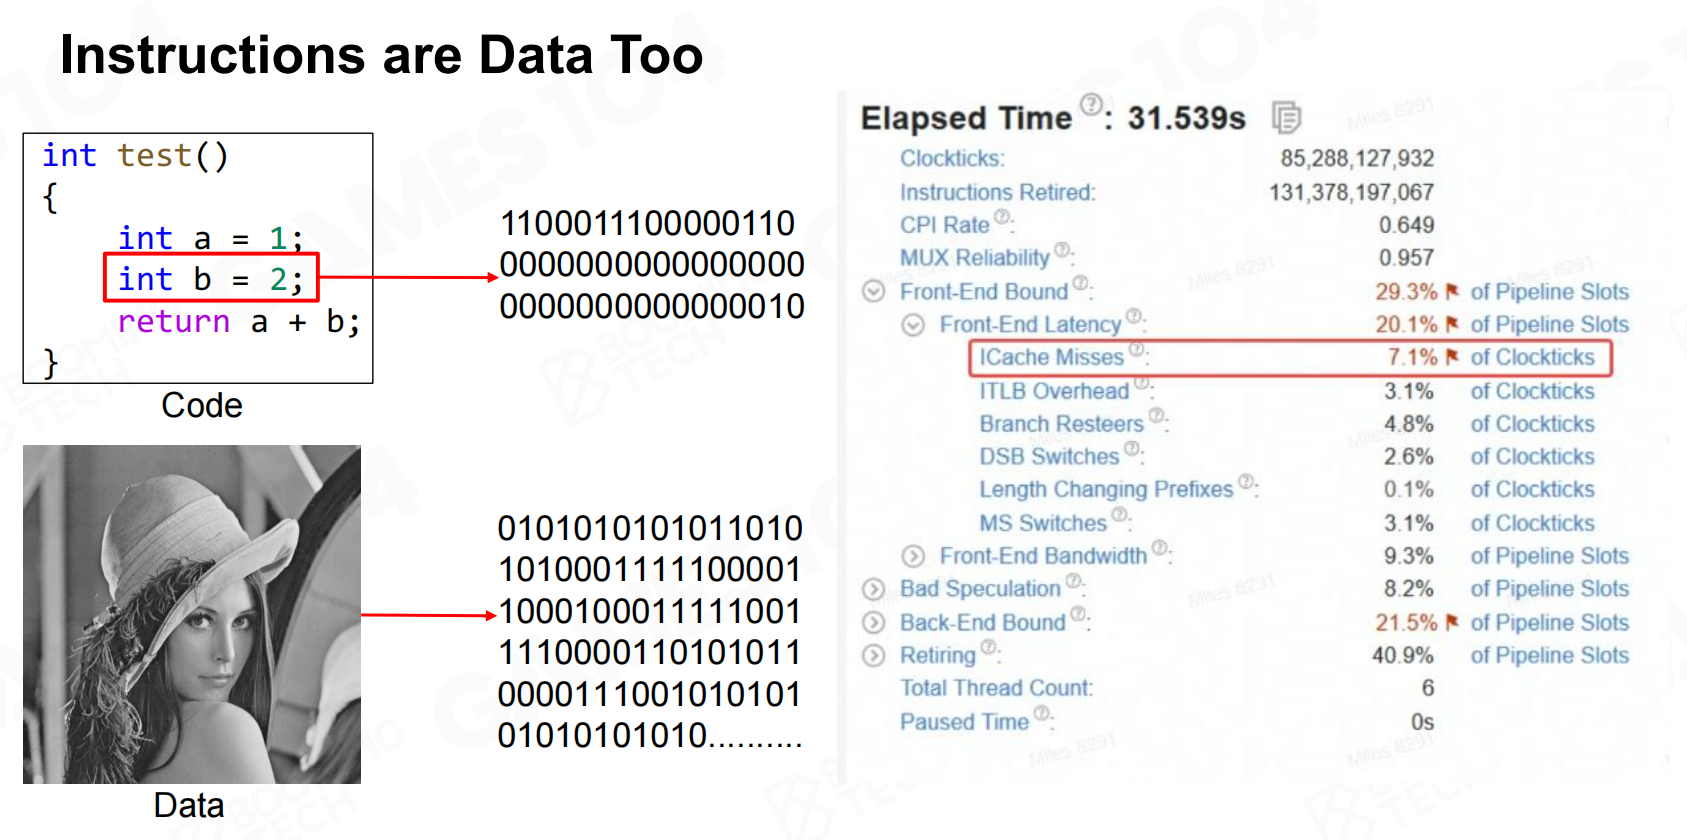 Instructions are Data Too
int test()
{
int a = 1;
int b = 2;
return a + b;
}
Code
1100011100000110
0000000000000000
0000000000000010
Data
0101010101011010
1010001111100001
1000100011111001
1110000110101011
0000111001010101
01010101010..........
Elapsed Time ?: 31.539s
Clockticks: 85,288,127,932
Instructions Retired: 131,378,197,067
CPI Rate ?: 0.649
MUX Reliability ?: 0.957
Front-End Bound ?: 29.3% of Pipeline Slots
Front-End Latency ?: 20.1% of Pipeline Slots
ICache Misses ?: 7.1% of Clockticks
ITLB Overhead ?: 3.1% of Clockticks
Branch Resteers ?: 4.8% of Clockticks
DSB Switches ?: 2.6% of Clockticks
Length Changing Prefixes ?: 0.1% of Clockticks
MS Switches ?: 3.1% of Clockticks
Front-End Bandwidth ?: 9.3% of Pipeline Slots
Bad Speculation ?: 8.2% of Pipeline Slots
Back-End Bound ?: 21.5% of Pipeline Slots
Retiring ?: 40.9% of Pipeline Slots
Total Thread Count: 6
Paused Time ?: 0s
GAMES104
BOOMING TECH
Miles 8291